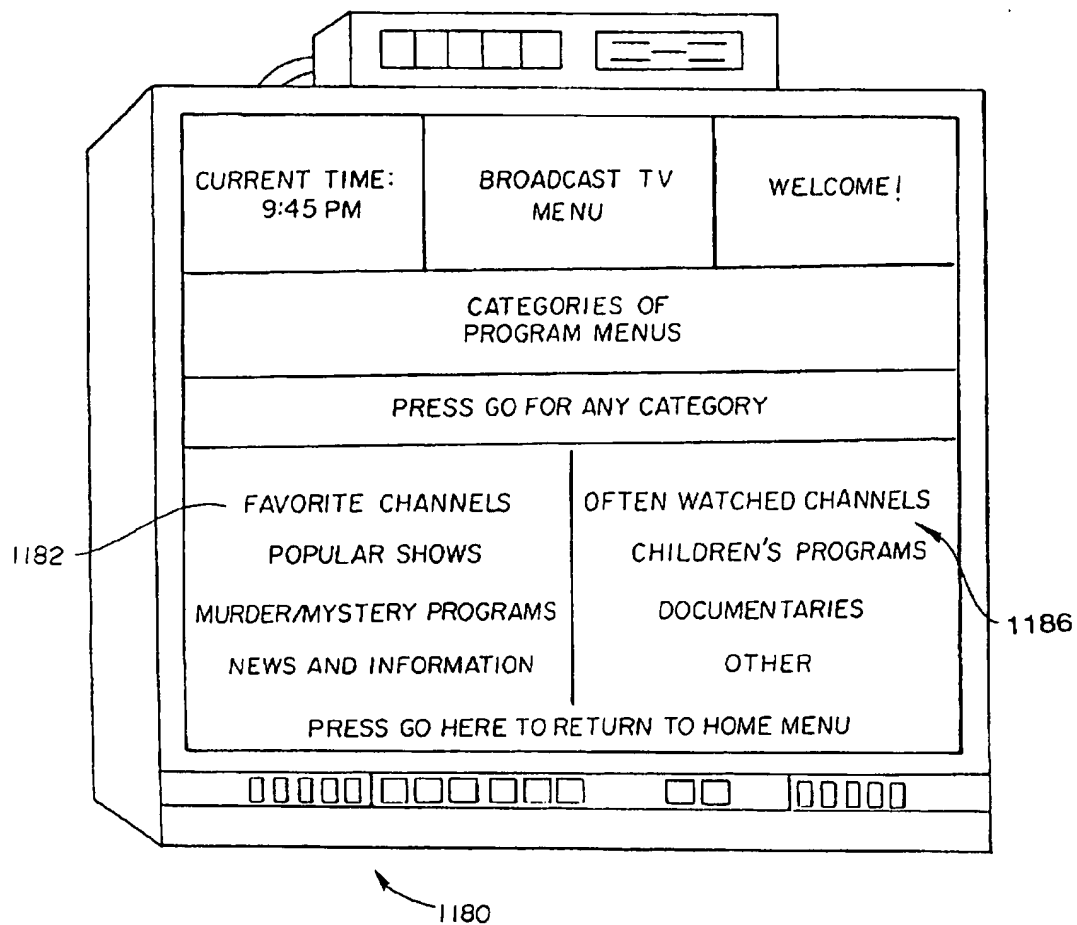 CURRENT TIME:
9:45 PM
BROADCAST TV
MENU
WELCOME!
CATEGORIES OF
PROGRAM MENUS
PRESS GO FOR ANY CATEGORY
FAVORITE CHANNELS
POPULAR SHOWS
MURDER/MYSTERY PROGRAMS
NEWS AND INFORMATION
OFTEN WATCHED CHANNELS
CHILDREN'S PROGRAMS
DOCUMENTARIES
OTHER
PRESS GO HERE TO RETURN TO HOME MENU
1182
1186
1180